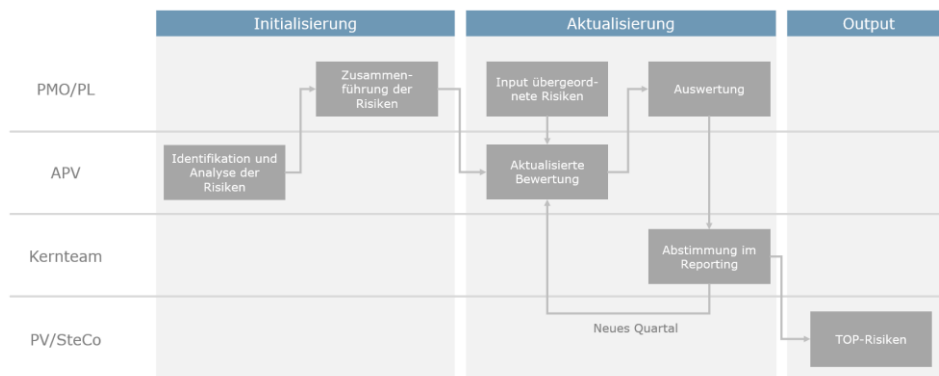 Initialisierung
Aktualisierung
Output
PMO/PL
Zusammen-
führung der
Risiken
Input übergeord-
nete Risiken
Auswertung
APV
Identifikation und
Analyse der
Risiken
Aktualisierte
Bewertung
Kernteam
Abstimmung im
Reporting
Neues Quartal
PV/SteCo
TOP-Risiken